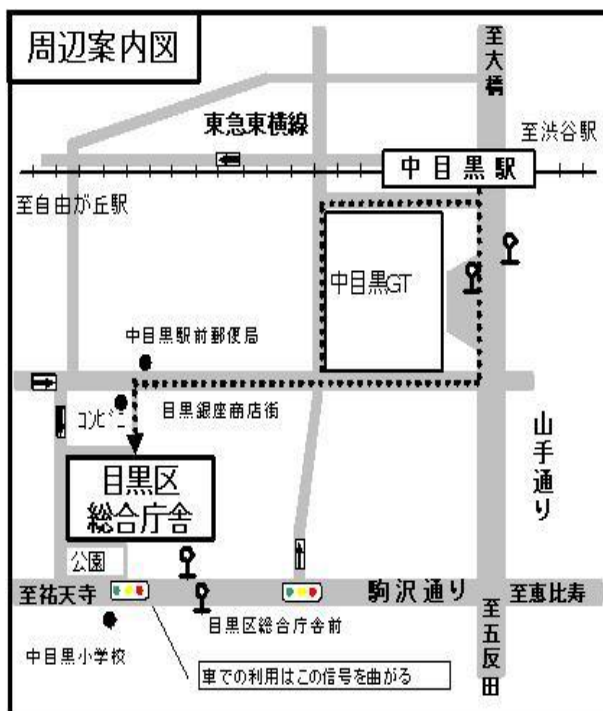 周辺案内図
至大橋
東急東横線
至渋谷駅
中目黒駅
至自由が丘駅
中目黒GT
中目黒駅前郵便局
コンビニ
目黒銀座商店街
山手通り
目黒区
総合庁舎
公園
至祐天寺
駒沢通り
至恵比寿
目黒区総合庁舎前
至五反田
中目黒小学校
車での利用はこの信号を曲がる